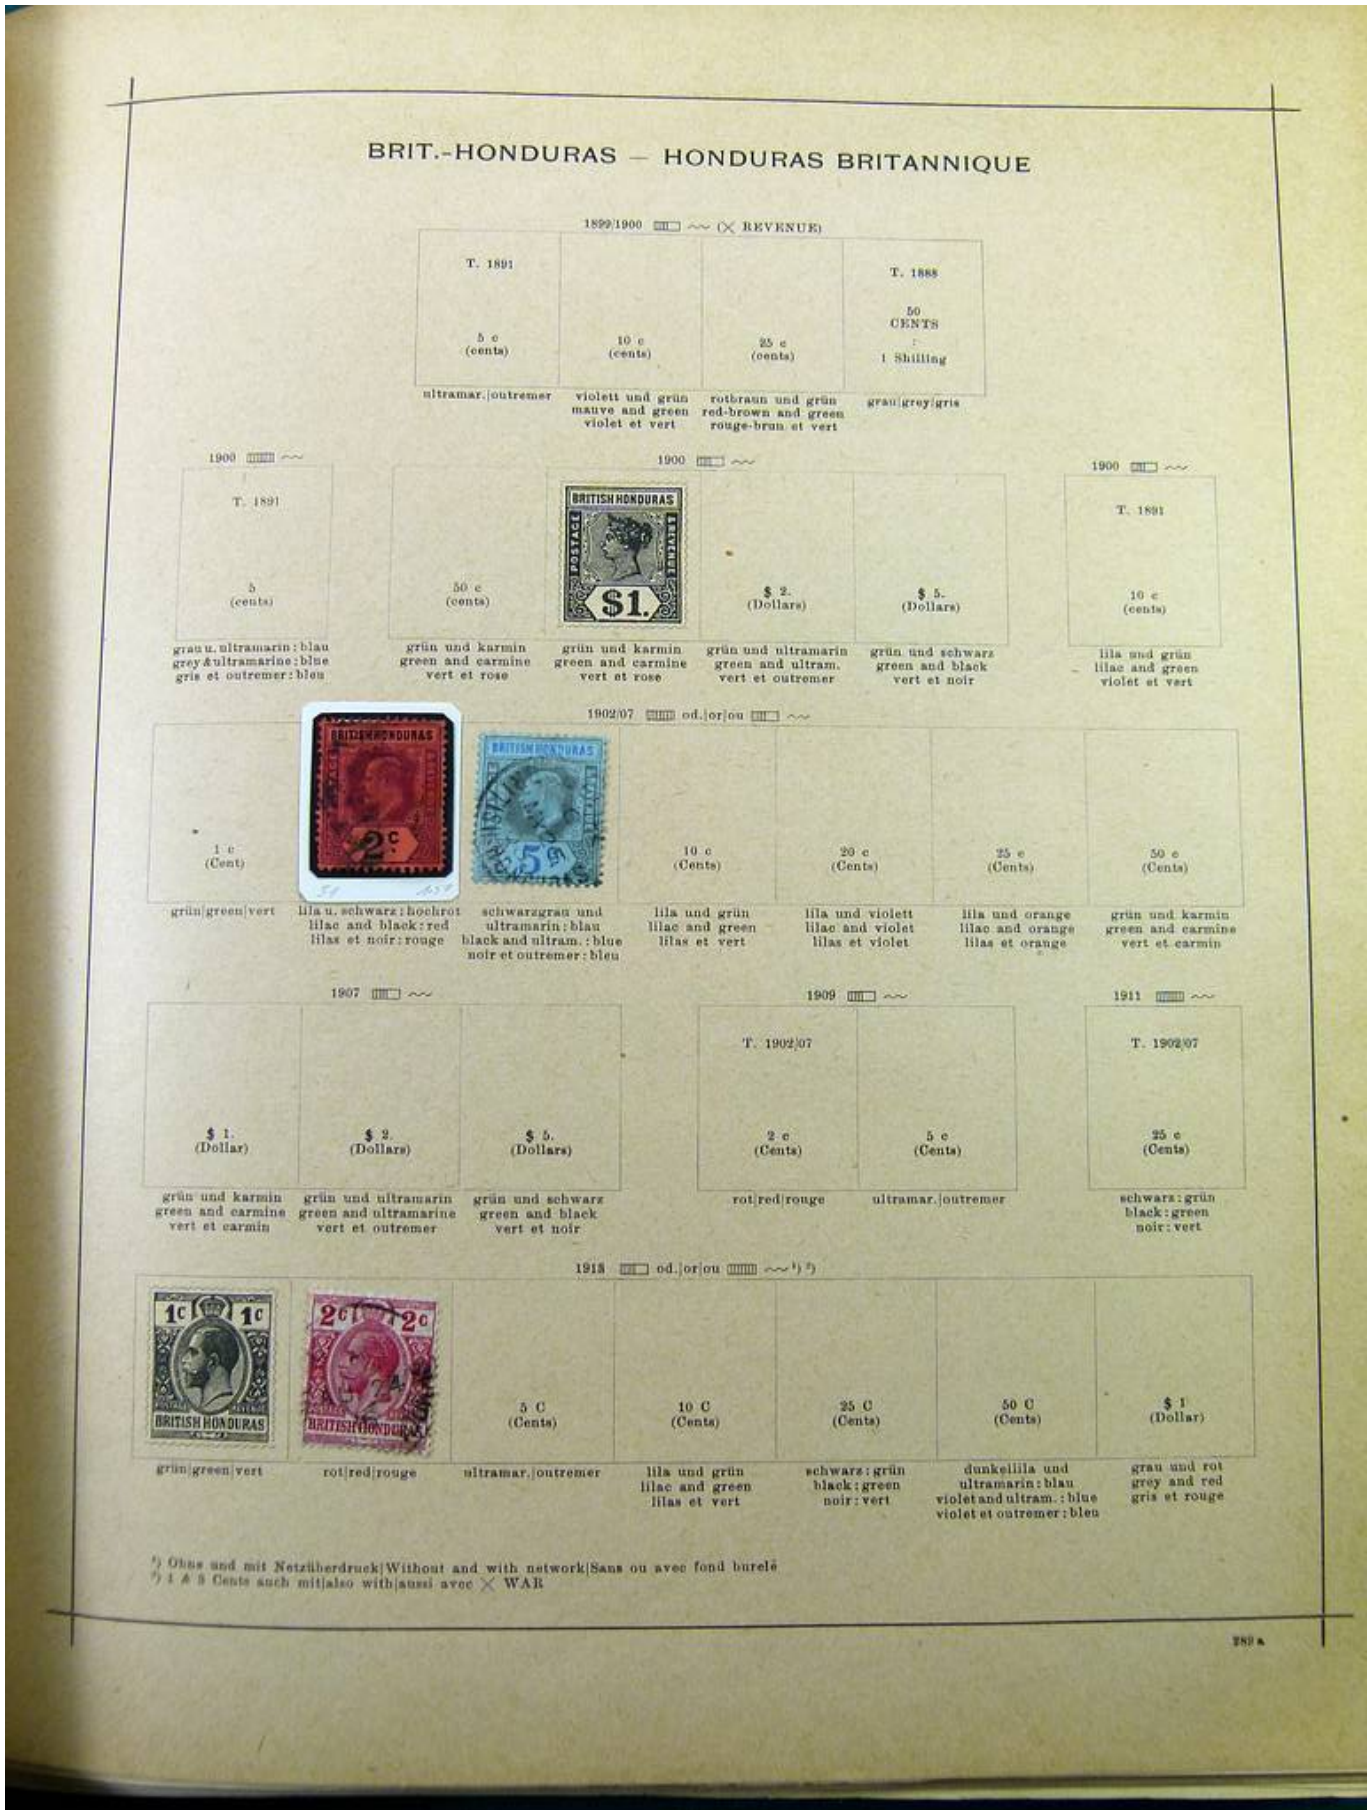 BRIT.-HONDURAS — HONDURAS BRITANNIQUE
1899/1900 (X REVENUE)
T. 1891
5 c
(cents)
10 c
(cents)
25 c
(cents)
T. 1888
50
CENTS
:
1 Shilling
ultramar.|outremer
violett und grün
mauve and green
violet et vert
rotbraun und grün
red-brown and green
rouge-brun et vert
grau|grey|gris
1900
T. 1891
5
(cents)
1900
50 c
(cents)
BRITISH HONDURAS
POSTAGE
& REVENUE
$1.
$ 2.
(Dollars)
$ 5.
(Dollars)
1900
T. 1891
10 c
(cents)
grau u. ultramarin : blau
grey & ultramarine : blue
gris et outremer : bleu
grün und karmin
green and carmine
vert et rose
grün und karmin
green and carmine
vert et rose
grün und ultramarin
green and ultram.
vert et outremer
grün und schwarz
green and black
vert et noir
lila und grün
lilac and green
violet et vert
1902/07 od.|or|ou
1 c
(Cent)
BRITISH HONDURAS
2c.
BRITISH HONDURAS
5
10 c
(Cents)
20 c
(Cents)
25 c
(Cents)
50 c
(Cents)
grün|green|vert
lila u. schwarz : hochrot
lilac and black : red
lilas et noir : rouge
schwarzgrau und
ultramarin : blau
black and ultram. : blue
noir et outremer : bleu
lila und grün
lilac and green
lilas et vert
lila und violett
lilac and violet
lilas et violet
lila und orange
lilac and orange
lilas et orange
grün und karmin
green and carmine
vert et carmin
1907
$ 1.
(Dollar)
$ 2.
(Dollars)
$ 5.
(Dollars)
1909
T. 1902/07
2 c
(Cents)
5 c
(Cents)
1911
T. 1902/07
25 c
(Cents)
grün und karmin
green and carmine
vert et carmin
grün und ultramarin
green and ultramarine
vert et outremer
grün und schwarz
green and black
vert et noir
rot|red|rouge
ultramar.|outremer
schwarz : grün
black : green
noir : vert
1913 od.|or|ou ¹) ²)
1c 1c
POSTAGE REVENUE
BRITISH HONDURAS
2c 2c
BRITISH HONDURAS
5 C
(Cents)
10 C
(Cents)
25 C
(Cents)
50 C
(Cents)
$ 1
(Dollar)
grün|green|vert
rot|red|rouge
ultramar.|outremer
lila und grün
lilac and green
lilas et vert
schwarz : grün
black : green
noir : vert
dunkellila und
ultramarin : blau
violet and ultram. : blue
violet et outremer : bleu
grau und rot
grey and red
gris et rouge
¹) Ohne und mit Netzüberdruck|Without and with network|Sans ou avec fond burelé
²) 1 & 3 Cents auch mit|also with|aussi avec X WAR